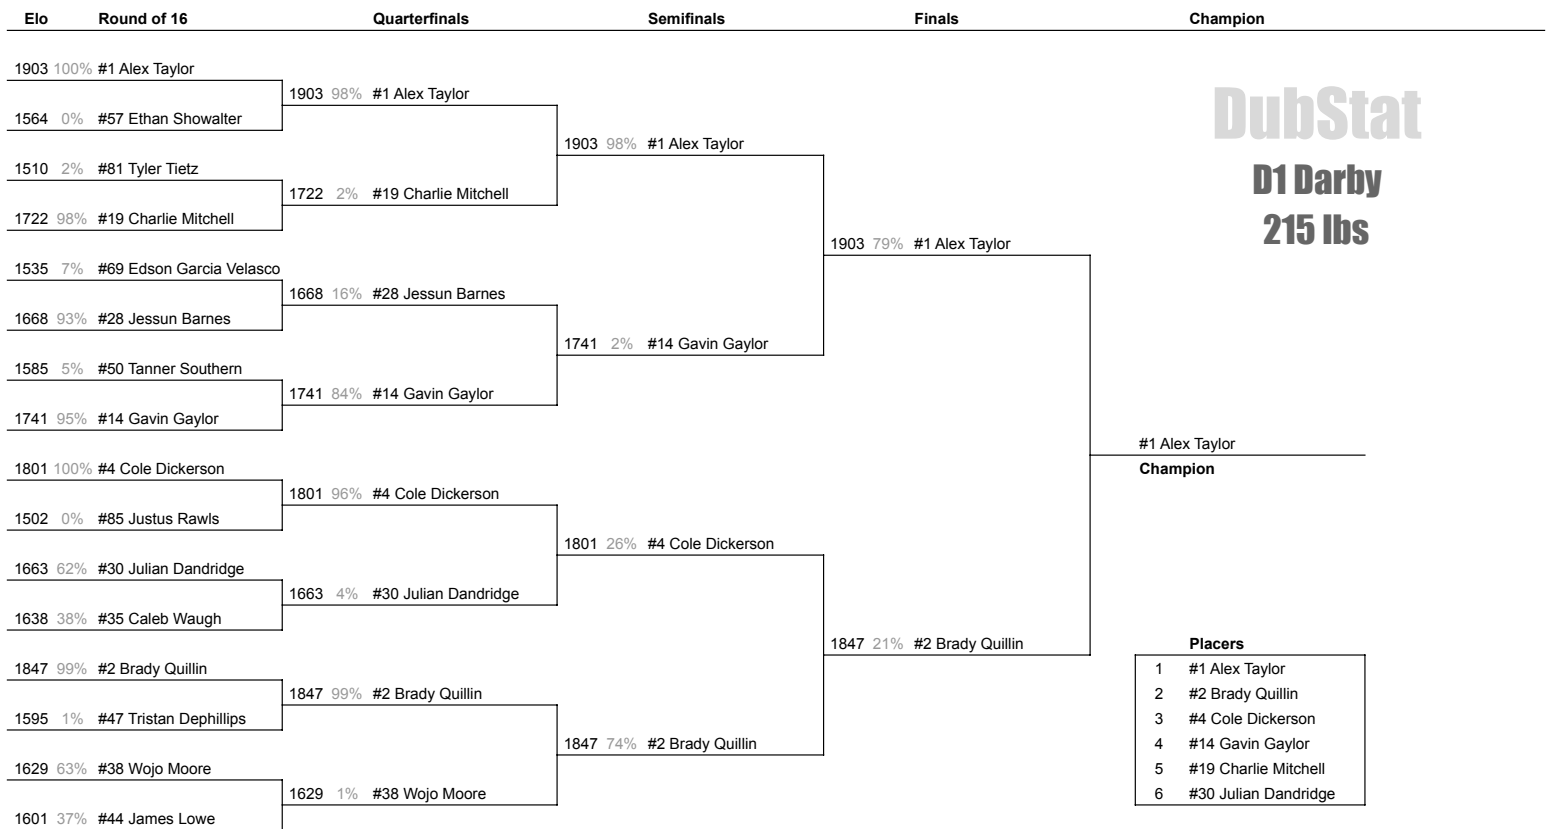 Elo Round of 16 Quarterfinals Semifinals Finals Champion
1903 100% #1 Alex Taylor
1903 98% #1 Alex Taylor
1564 0% #57 Ethan Showalter
1903 98% #1 Alex Taylor
1510 2% #81 Tyler Tietz
1722 2% #19 Charlie Mitchell
1722 98% #19 Charlie Mitchell
1903 79% #1 Alex Taylor
1535 7% #69 Edson Garcia Velasco
1668 16% #28 Jessun Barnes
1668 93% #28 Jessun Barnes
1741 2% #14 Gavin Gaylor
1585 5% #50 Tanner Southern
1741 84% #14 Gavin Gaylor
1741 95% #14 Gavin Gaylor
#1 Alex Taylor
Champion
1801 100% #4 Cole Dickerson
1801 96% #4 Cole Dickerson
1502 0% #85 Justus Rawls
1801 26% #4 Cole Dickerson
1663 62% #30 Julian Dandridge
1663 4% #30 Julian Dandridge
1638 38% #35 Caleb Waugh
1847 21% #2 Brady Quillin
1847 99% #2 Brady Quillin
1847 99% #2 Brady Quillin
1595 1% #47 Tristan Dephillips
1847 74% #2 Brady Quillin
1629 63% #38 Wojo Moore
1629 1% #38 Wojo Moore
1601 37% #44 James Lowe
DubStat
D1 Darby
215 lbs
Placers
1 #1 Alex Taylor
2 #2 Brady Quillin
3 #4 Cole Dickerson
4 #14 Gavin Gaylor
5 #19 Charlie Mitchell
6 #30 Julian Dandridge